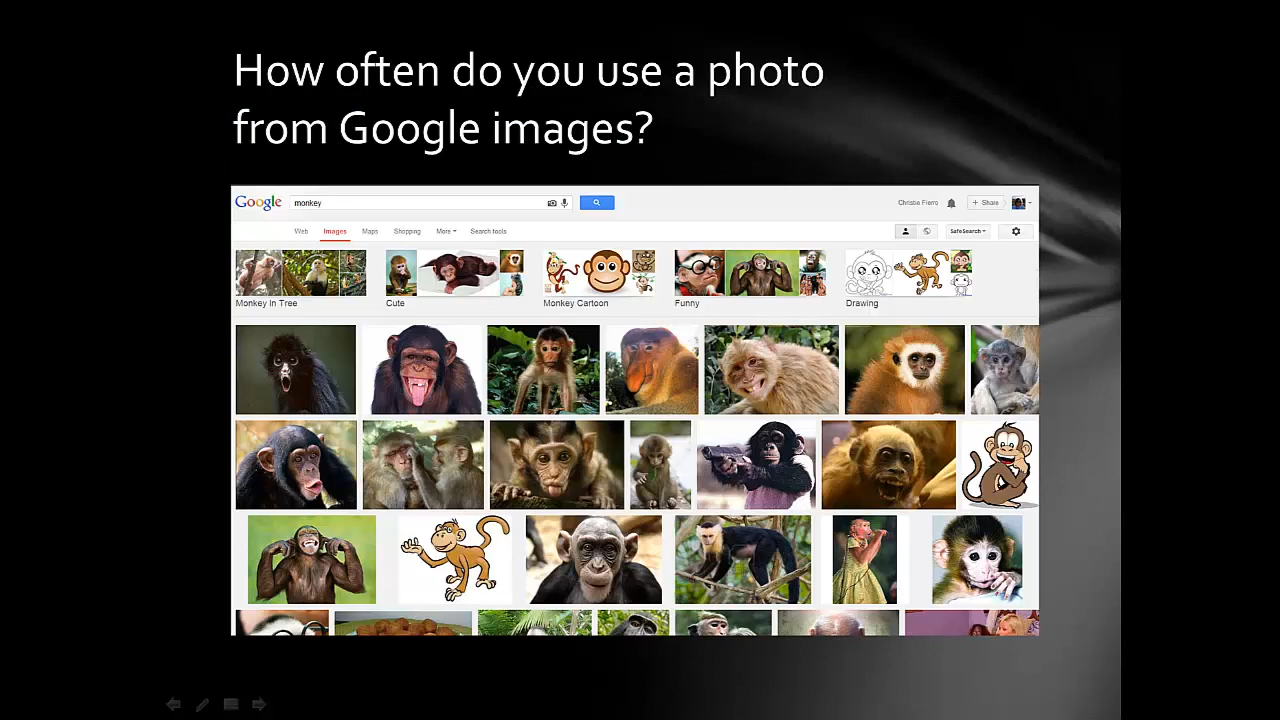 How often do you use a photo
from Google images?
Google monkey Christie Fierro + Share
Web Images Maps Shopping More Search tools SafeSearch
Monkey In Tree Cute Monkey Cartoon Funny Drawing